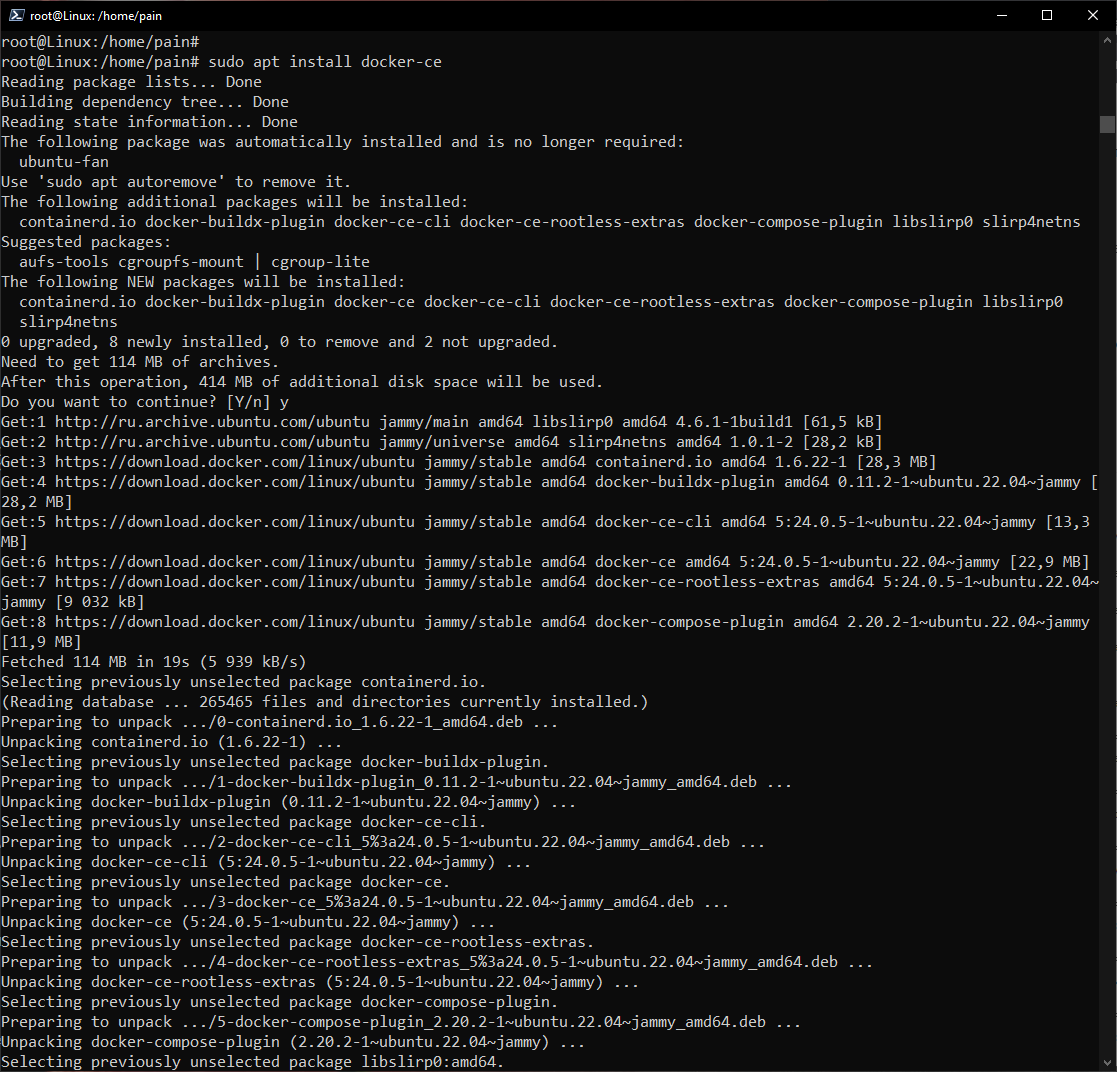 root@Linux: /home/pain
root@Linux:/home/pain#
root@Linux:/home/pain# sudo apt install docker-ce
Reading package lists... Done
Building dependency tree... Done
Reading state information... Done
The following package was automatically installed and is no longer required:
  ubuntu-fan
Use 'sudo apt autoremove' to remove it.
The following additional packages will be installed:
  containerd.io docker-buildx-plugin docker-ce-cli docker-ce-rootless-extras docker-compose-plugin libslirp0 slirp4netns
Suggested packages:
  aufs-tools cgroupfs-mount | cgroup-lite
The following NEW packages will be installed:
  containerd.io docker-buildx-plugin docker-ce docker-ce-cli docker-ce-rootless-extras docker-compose-plugin libslirp0
  slirp4netns
0 upgraded, 8 newly installed, 0 to remove and 2 not upgraded.
Need to get 114 MB of archives.
After this operation, 414 MB of additional disk space will be used.
Do you want to continue? [Y/n] y
Get:1 http://ru.archive.ubuntu.com/ubuntu jammy/main amd64 libslirp0 amd64 4.6.1-1build1 [61,5 kB]
Get:2 http://ru.archive.ubuntu.com/ubuntu jammy/universe amd64 slirp4netns amd64 1.0.1-2 [28,2 kB]
Get:3 https://download.docker.com/linux/ubuntu jammy/stable amd64 containerd.io amd64 1.6.22-1 [28,3 MB]
Get:4 https://download.docker.com/linux/ubuntu jammy/stable amd64 docker-buildx-plugin amd64 0.11.2-1~ubuntu.22.04~jammy [
28,2 MB]
Get:5 https://download.docker.com/linux/ubuntu jammy/stable amd64 docker-ce-cli amd64 5:24.0.5-1~ubuntu.22.04~jammy [13,3
MB]
Get:6 https://download.docker.com/linux/ubuntu jammy/stable amd64 docker-ce amd64 5:24.0.5-1~ubuntu.22.04~jammy [22,9 MB]
Get:7 https://download.docker.com/linux/ubuntu jammy/stable amd64 docker-ce-rootless-extras amd64 5:24.0.5-1~ubuntu.22.04~
jammy [9 032 kB]
Get:8 https://download.docker.com/linux/ubuntu jammy/stable amd64 docker-compose-plugin amd64 2.20.2-1~ubuntu.22.04~jammy
[11,9 MB]
Fetched 114 MB in 19s (5 939 kB/s)
Selecting previously unselected package containerd.io.
(Reading database ... 265465 files and directories currently installed.)
Preparing to unpack .../0-containerd.io_1.6.22-1_amd64.deb ...
Unpacking containerd.io (1.6.22-1) ...
Selecting previously unselected package docker-buildx-plugin.
Preparing to unpack .../1-docker-buildx-plugin_0.11.2-1~ubuntu.22.04~jammy_amd64.deb ...
Unpacking docker-buildx-plugin (0.11.2-1~ubuntu.22.04~jammy) ...
Selecting previously unselected package docker-ce-cli.
Preparing to unpack .../2-docker-ce-cli_5%3a24.0.5-1~ubuntu.22.04~jammy_amd64.deb ...
Unpacking docker-ce-cli (5:24.0.5-1~ubuntu.22.04~jammy) ...
Selecting previously unselected package docker-ce.
Preparing to unpack .../3-docker-ce_5%3a24.0.5-1~ubuntu.22.04~jammy_amd64.deb ...
Unpacking docker-ce (5:24.0.5-1~ubuntu.22.04~jammy) ...
Selecting previously unselected package docker-ce-rootless-extras.
Preparing to unpack .../4-docker-ce-rootless-extras_5%3a24.0.5-1~ubuntu.22.04~jammy_amd64.deb ...
Unpacking docker-ce-rootless-extras (5:24.0.5-1~ubuntu.22.04~jammy) ...
Selecting previously unselected package docker-compose-plugin.
Preparing to unpack .../5-docker-compose-plugin_2.20.2-1~ubuntu.22.04~jammy_amd64.deb ...
Unpacking docker-compose-plugin (2.20.2-1~ubuntu.22.04~jammy) ...
Selecting previously unselected package libslirp0:amd64.